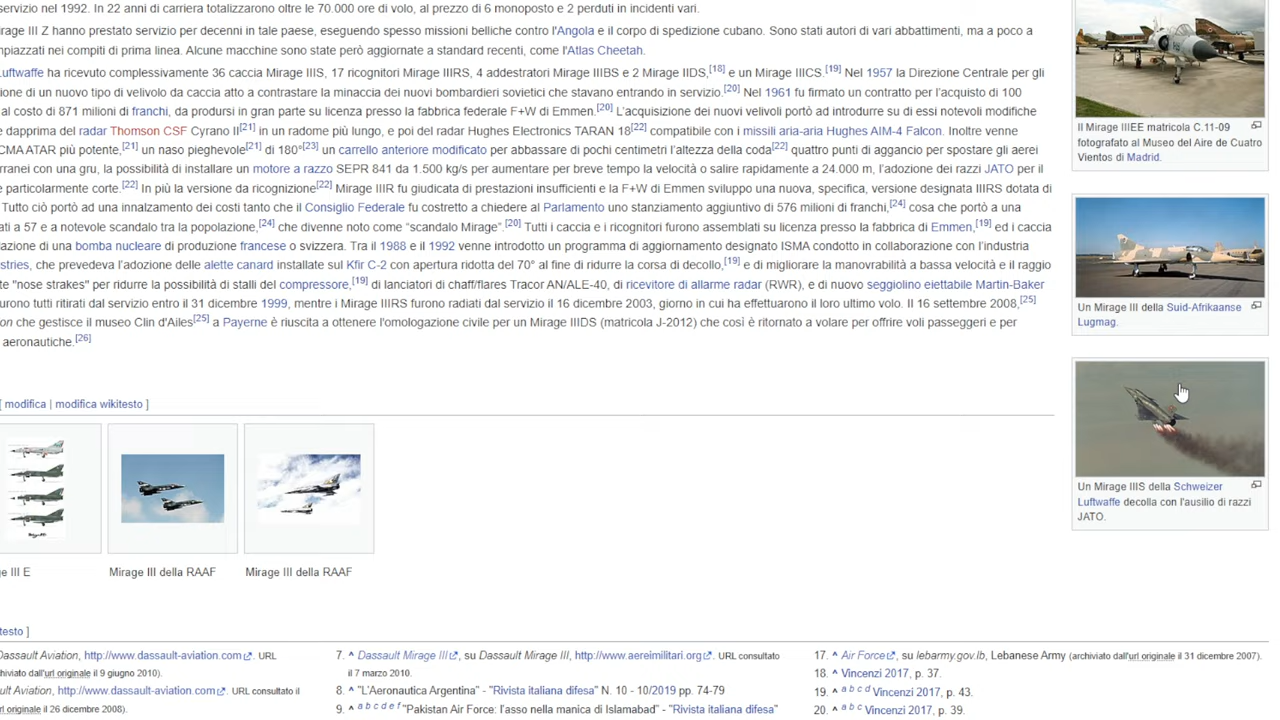 servizio nel 1992. In 22 anni di carriera totalizzarono oltre le 70.000 ore di volo, al prezzo di 6 monoposto e 2 perduti in incidenti vari.
irage III Z hanno prestato servizio per decenni in tale paese, eseguendo spesso missioni belliche contro l'Angola e il corpo di spedizione cubano. Sono stati autori di vari abbattimenti, ma a poco a
mpiazzati nei compiti di prima linea. Alcune macchine sono state però aggiornate a standard recenti, come l'Atlas Cheetah.
Luftwaffe ha ricevuto complessivamente 36 caccia Mirage IIIS, 17 ricognitori Mirage IIIRS, 4 addestratori Mirage IIIBS e 2 Mirage IIDS,[18] e un Mirage IIICS.[19] Nel 1957 la Direzione Centrale per gli
ione di un nuovo tipo di velivolo da caccia atto a contrastare la minaccia dei nuovi bombardieri sovietici che stavano entrando in servizio.[20] Nel 1961 fu firmato un contratto per l'acquisto di 100
al costo di 871 milioni di franchi, da prodursi in gran parte su licenza presso la fabbrica federale F+W di Emmen.[20] L'acquisizione dei nuovi velivoli portò ad introdurre su di essi notevoli modifiche
e dapprima del radar Thomson CSF Cyrano II[21] in un radome più lungo, e poi del radar Hughes Electronics TARAN 18[22] compatibile con i missili aria-aria Hughes AIM-4 Falcon. Inoltre venne
CMA ATAR più potente,[21] un naso pieghevole[21] di 180°[23] un carrello anteriore modificato per abbassare di pochi centimetri l'altezza della coda[22] quattro punti di aggancio per spostare gli aerei
rranei con una gru, la possibilità di installare un motore a razzo SEPR 841 da 1.500 kg/s per aumentare per breve tempo la velocità o salire rapidamente a 24.000 m, l'adozione dei razzi JATO per il
e particolarmente corte.[22] In più la versione da ricognizione[22] Mirage IIIR fu giudicata di prestazioni insufficienti e la F+W di Emmen sviluppo una nuova, specifica, versione designata IIIRS dotata di
Tutto ciò portò ad una innalzamento dei costi tanto che il Consiglio Federale fu costretto a chiedere al Parlamento uno stanziamento aggiuntivo di 576 milioni di franchi,[24] cosa che portò a una
ati a 57 e a notevole scandalo tra la popolazione,[24] che divenne noto come "scandalo Mirage".[20] Tutti i caccia e i ricognitori furono assemblati su licenza presso la fabbrica di Emmen,[19] ed i caccia
razione di una bomba nucleare di produzione francese o svizzera. Tra il 1988 e il 1992 venne introdotto un programma di aggiornamento designato ISMA condotto in collaborazione con l'industria
stries, che prevedeva l'adozione delle alette canard installate sul Kfir C-2 con apertura ridotta del 70° al fine di ridurre la corsa di decollo,[19] e di migliorare la manovrabilità a bassa velocità e il raggio
te "nose strakes" per ridurre la possibilità di stalli del compressore,[19] di lanciatori di chaff/flares Tracor AN/ALE-40, di ricevitore di allarme radar (RWR), e di nuovo seggiolino eiettabile Martin-Baker
urono tutti ritirati dal servizio entro il 31 dicembre 1999, mentre i Mirage IIIRS furono radiati dal servizio il 16 dicembre 2003, giorno in cui ha effettuarono il loro ultimo volo. Il 16 settembre 2008,[25]
on che gestisce il museo Clin d'Ailes[25] a Payerne è riuscita a ottenere l'omologazione civile per un Mirage IIIDS (matricola J-2012) che così è ritornato a volare per offrire voli passeggeri e per
aeronautiche.[26]
Il Mirage IIIEE matricola C.11-09
fotografato al Museo del Aire de Cuatro
Vientos di Madrid.
Un Mirage III della Suid-Afrikaanse
Lugmag.
Un Mirage IIIS della Schweizer
Luftwaffe decolla con l'ausilio di razzi
JATO.
[ modifica | modifica wikitesto ]
ge III E
Mirage III della RAAF
Mirage III della RAAF
testo ]
Dassault Aviation, http://www.dassault-aviation.com. URL
chiviato dall'url originale il 9 giugno 2010).
ult Aviation, http://www.dassault-aviation.com. URL consultato il
rl originale il 26 dicembre 2008).
7. ^ Dassault Mirage III, su Dassault Mirage III, http://www.aereimilitari.org. URL consultato
il 7 marzo 2010.
8. ^ "L'Aeronautica Argentina" - "Rivista italiana difesa" N. 10 - 10/2019 pp. 74-79
9. ^ a b c d e f "Pakistan Air Force: l'asso nella manica di Islamabad" - "Rivista italiana difesa"
17. ^ Air Force, su lebarmy.gov.lb, Lebanese Army (archiviato dall'url originale il 31 dicembre 2007).
18. ^ Vincenzi 2017, p. 37.
19. ^ a b c d Vincenzi 2017, p. 43.
20. ^ a b c Vincenzi 2017, p. 39.